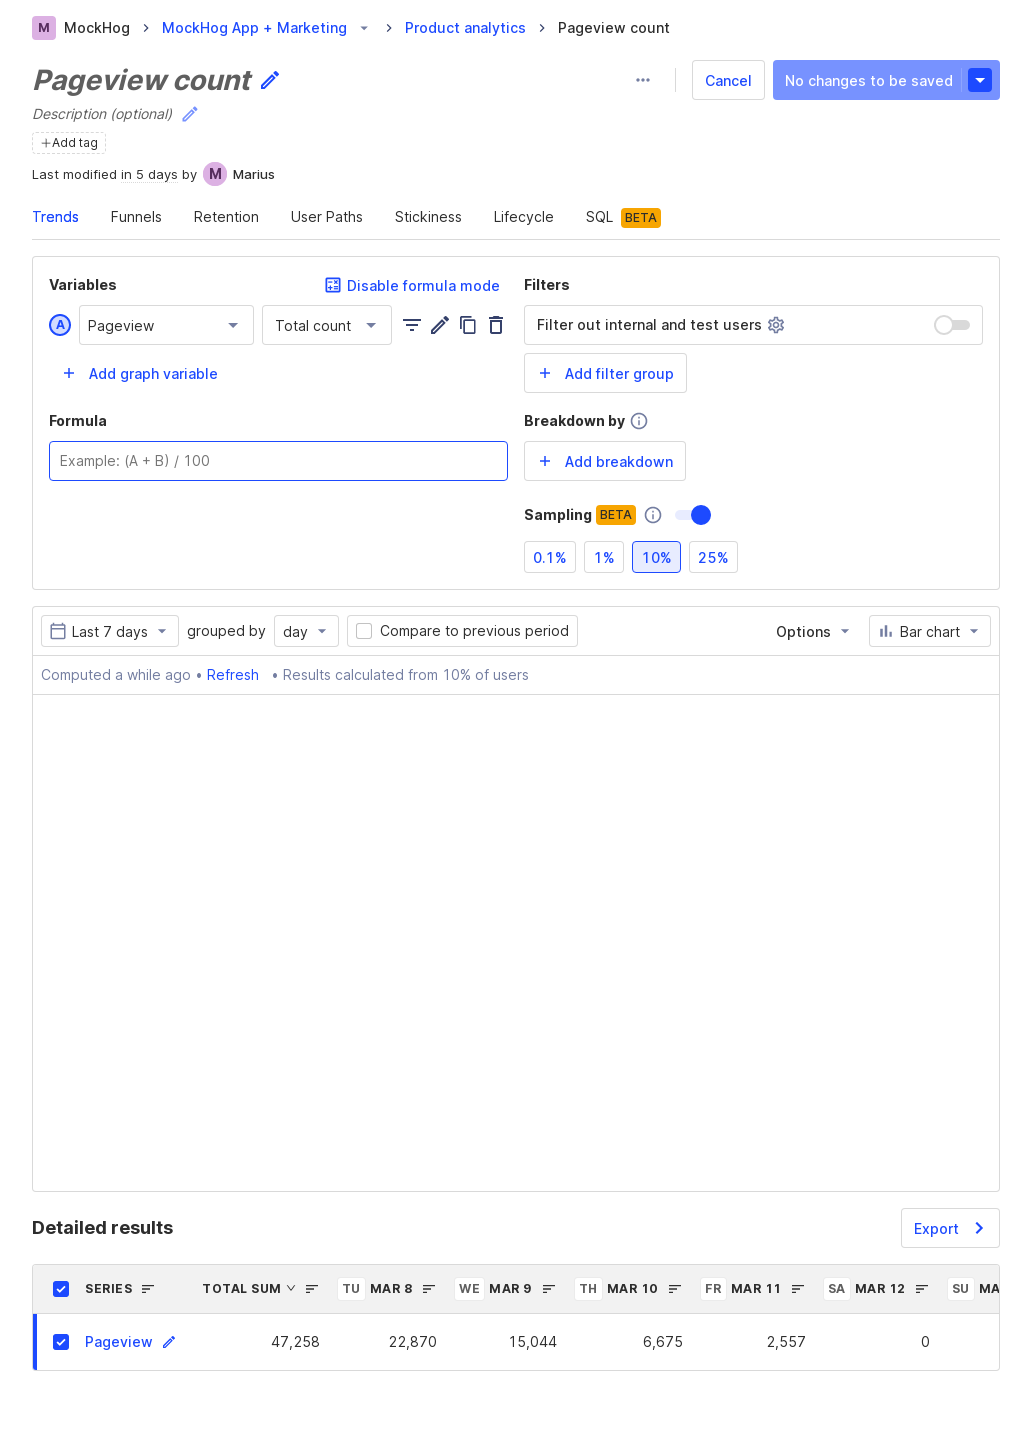 M MockHog > MockHog App + Marketing > Product analytics > Pageview count
Pageview count
Cancel
No changes to be saved
Description (optional)
+Add tag
Last modified in 5 days by M Marius
Trends Funnels Retention User Paths Stickiness Lifecycle SQL BETA
Variables
Disable formula mode
A Pageview Total count
+ Add graph variable
Formula
Example: (A + B) / 100
Filters
Filter out internal and test users
+ Add filter group
Breakdown by
+ Add breakdown
Sampling BETA
0.1% 1% 10% 25%
Last 7 days grouped by day Compare to previous period Options Bar chart
Computed a while ago • Refresh • Results calculated from 10% of users
Detailed results
Export
SERIES TOTAL SUM TU MAR 8 WE MAR 9 TH MAR 10 FR MAR 11 SA MAR 12 SU MA
Pageview 47,258 22,870 15,044 6,675 2,557 0